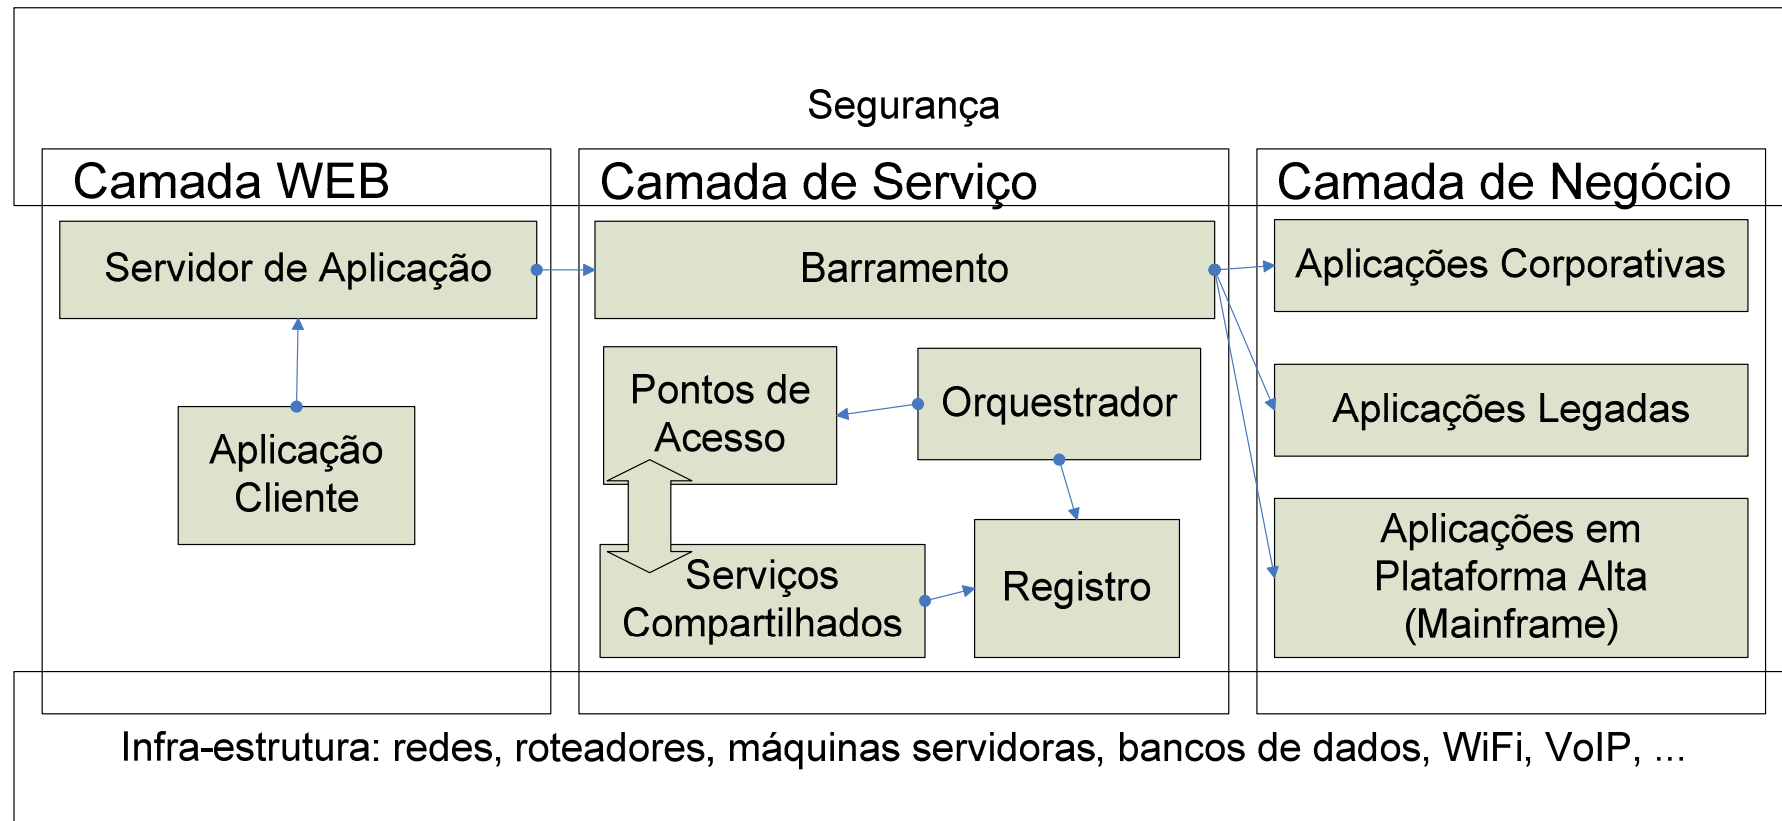 Segurança
Camada WEB
Servidor de Aplicação
Aplicação
Cliente
Camada de Serviço
Barramento
Pontos de
Acesso
Orquestrador
Serviços
Compartilhados
Registro
Camada de Negócio
Aplicações Corporativas
Aplicações Legadas
Aplicações em
Plataforma Alta
(Mainframe)
Infra-estrutura: redes, roteadores, máquinas servidoras, bancos de dados, WiFi, VoIP, ...